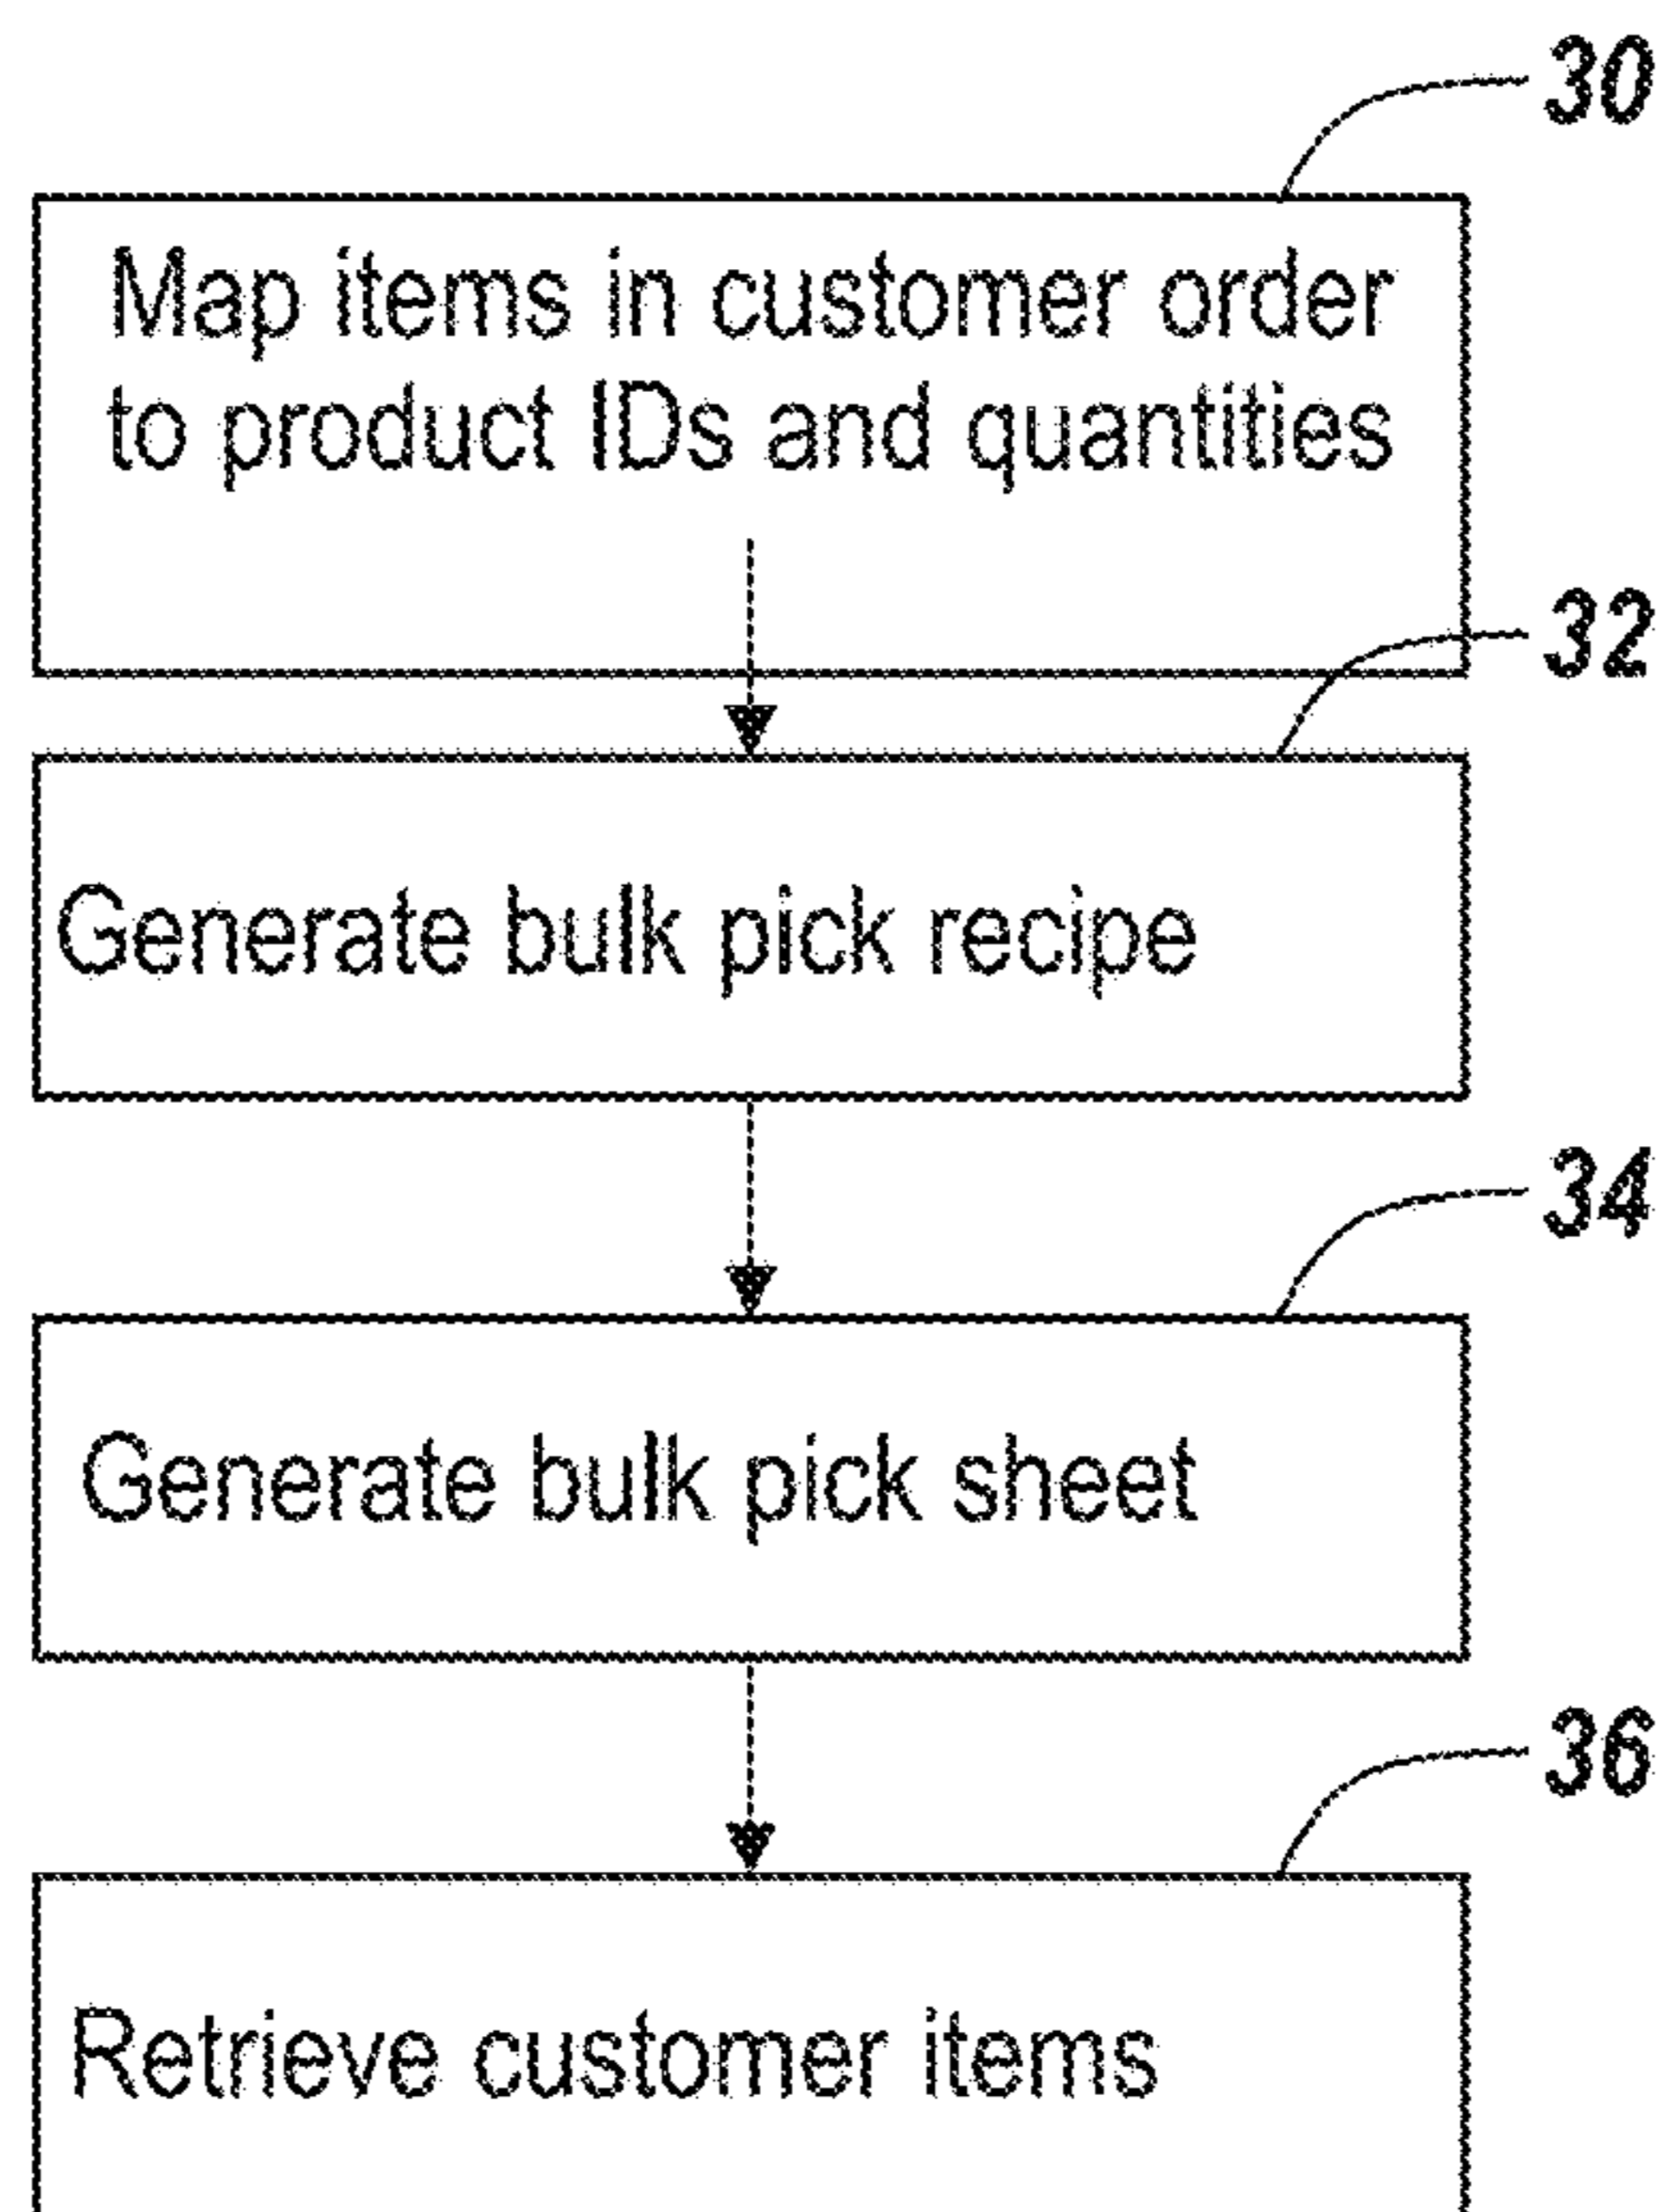 30
Map items in customer order
to product IDs and quantities
32
Generate bulk pick recipe
34
Generate bulk pick sheet
36
Retrieve customer items